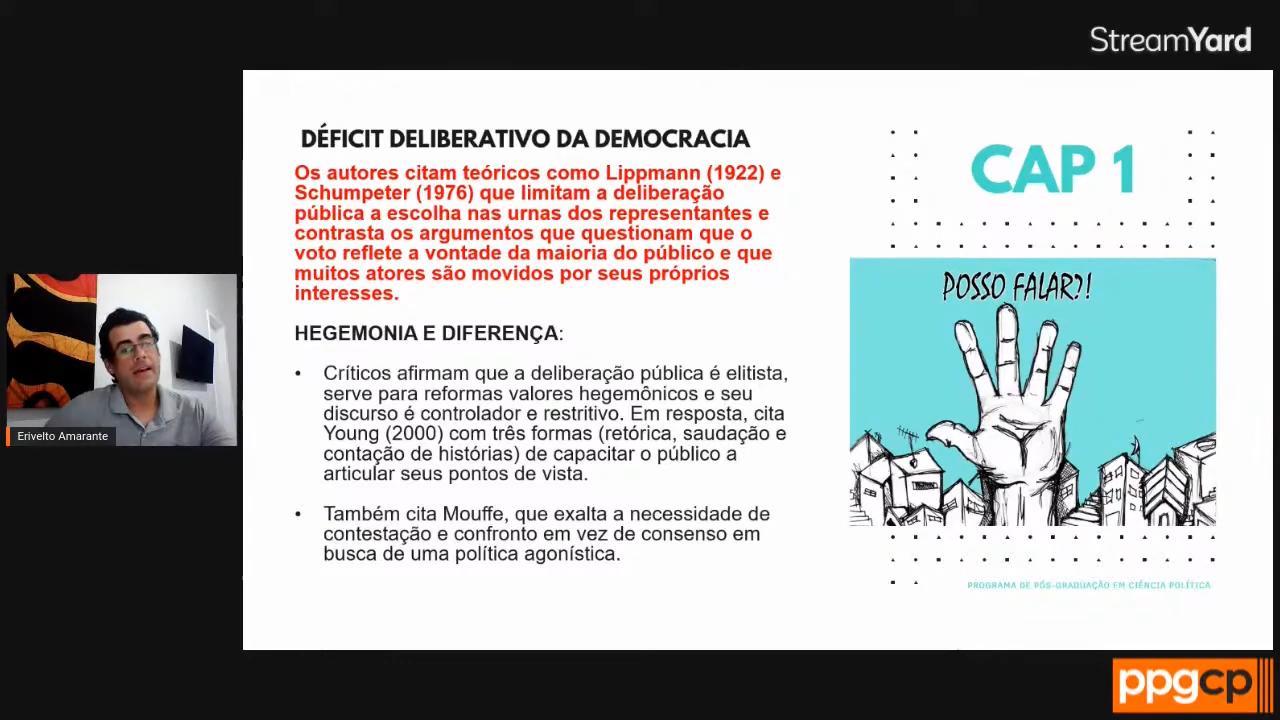 StreamYard
DÉFICIT DELIBERATIVO DA DEMOCRACIA
Os autores citam teóricos como Lippmann (1922) e
Schumpeter (1976) que limitam a deliberação
pública a escolha nas urnas dos representantes e
contrasta os argumentos que questionam que o
voto reflete a vontade da maioria do público e que
muitos atores são movidos por seus próprios
interesses.
HEGEMONIA E DIFERENÇA:
• Críticos afirmam que a deliberação pública é elitista,
serve para reformas valores hegemônicos e seu
discurso é controlador e restritivo. Em resposta, cita
Young (2000) com três formas (retórica, saudação e
contação de histórias) de capacitar o público a
articular seus pontos de vista.
• Também cita Mouffe, que exalta a necessidade de
contestação e confronto em vez de consenso em
busca de uma política agonística.
CAP 1
POSSO FALAR?!
PROGRAMA DE PÓS-GRADUAÇÃO EM CIÊNCIA POLÍTICA
Erivelto Amarante
ppgcp